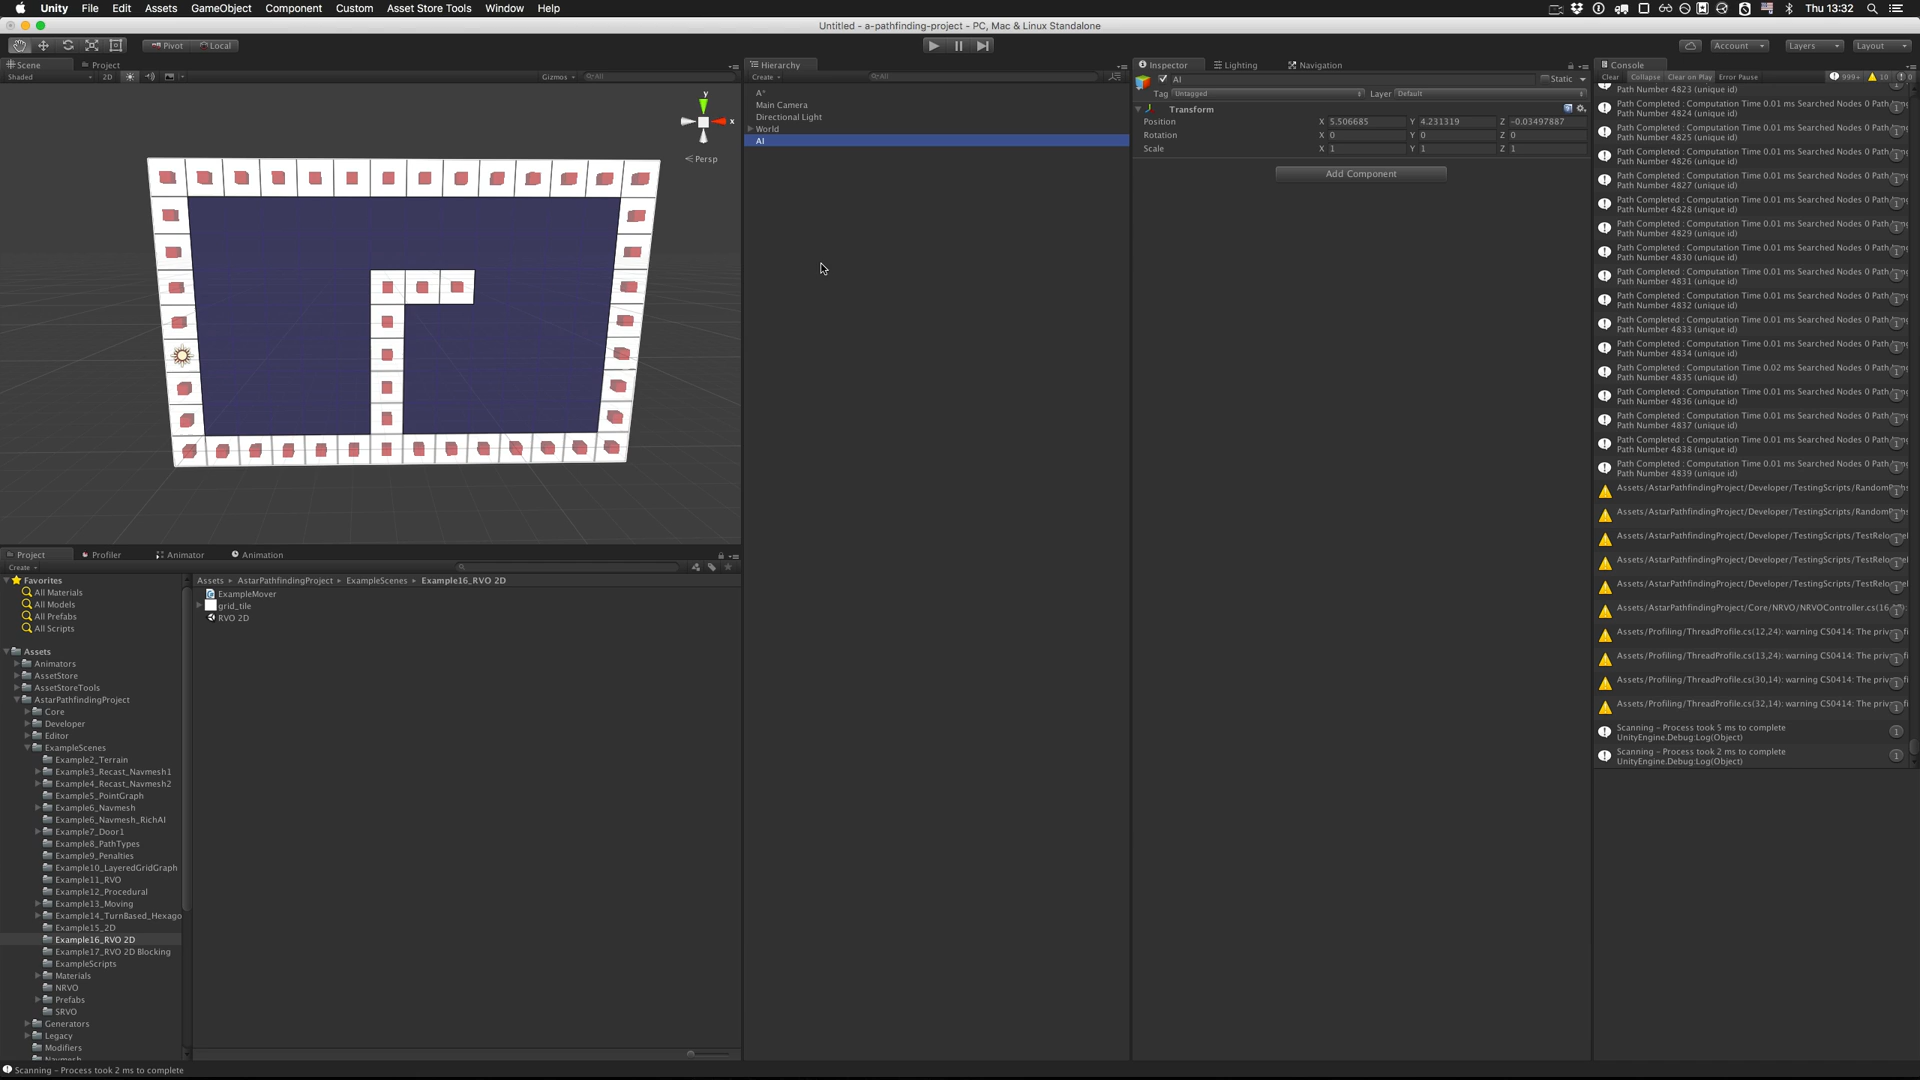 Unity File Edit Assets GameObject Component Custom Asset Store Tools Window Help Thu 13:32
Untitled - a-pathfinding-project - PC, Mac & Linux Standalone
Pivot Local Account Layers Layout
Scene Project
Shaded 2D Gizmos All
y
x
Persp
Hierarchy
Create All
A*
Main Camera
Directional Light
World
AI
Inspector Lighting Navigation
AI Static
Tag Untagged Layer Default
Transform
Position X 5.506685 Y 4.231319 Z -0.03497887
Rotation X 0 Y 0 Z 0
Scale X 1 Y 1 Z 1
Add Component
Console
Clear Collapse Clear on Play Error Pause 999+ 10 0
Path Number 4823 (unique id)
Path Completed : Computation Time 0.01 ms Searched Nodes 0
Path Number 4824 (unique id)
Path Completed : Computation Time 0.01 ms Searched Nodes 0
Path Number 4825 (unique id)
Path Completed : Computation Time 0.01 ms Searched Nodes 0
Path Number 4826 (unique id)
Path Completed : Computation Time 0.01 ms Searched Nodes 0
Path Number 4827 (unique id)
Path Completed : Computation Time 0.01 ms Searched Nodes 0
Path Number 4828 (unique id)
Path Completed : Computation Time 0.01 ms Searched Nodes 0
Path Number 4829 (unique id)
Path Completed : Computation Time 0.01 ms Searched Nodes 0
Path Number 4830 (unique id)
Path Completed : Computation Time 0.01 ms Searched Nodes 0
Path Number 4831 (unique id)
Path Completed : Computation Time 0.01 ms Searched Nodes 0
Path Number 4832 (unique id)
Path Completed : Computation Time 0.01 ms Searched Nodes 0
Path Number 4833 (unique id)
Path Completed : Computation Time 0.01 ms Searched Nodes 0
Path Number 4834 (unique id)
Path Completed : Computation Time 0.02 ms Searched Nodes 0
Path Number 4835 (unique id)
Path Completed : Computation Time 0.01 ms Searched Nodes 0
Path Number 4836 (unique id)
Path Completed : Computation Time 0.01 ms Searched Nodes 0
Path Number 4837 (unique id)
Path Completed : Computation Time 0.01 ms Searched Nodes 0
Path Number 4838 (unique id)
Path Completed : Computation Time 0.01 ms Searched Nodes 0
Path Number 4839 (unique id)
Assets/AstarPathfindingProject/Developer/TestingScripts/
Assets/AstarPathfindingProject/Developer/TestingScripts/
Assets/AstarPathfindingProject/Developer/TestingScripts/
Assets/AstarPathfindingProject/Developer/TestingScripts/
Assets/AstarPathfindingProject/Developer/TestingScripts/
Assets/AstarPathfindingProject/Core/NRVO/NRVOController.cs
Assets/Profiling/ThreadProfile.cs(12,24): warning CS0414: The
Assets/Profiling/ThreadProfile.cs(13,24): warning CS0414: The
Assets/Profiling/ThreadProfile.cs(30,14): warning CS0414: The
Assets/Profiling/ThreadProfile.cs(32,14): warning CS0414: The
Scanning - Process took 5 ms to complete
UnityEngine.Debug:Log(Object)
Scanning - Process took 2 ms to complete
UnityEngine.Debug:Log(Object)
Project Profiler Animator Animation
Create
Favorites
All Materials
All Models
All Prefabs
All Scripts
Assets
Animators
AssetStore
AssetStoreTools
AstarPathfindingProject
Core
Developer
Editor
ExampleScenes
Example2_Terrain
Example3_Recast_Navmesh1
Example4_Recast_Navmesh2
Example5_PointGraph
Example6_Navmesh
Example6_Navmesh_RichAI
Example7_Door1
Example8_PathTypes
Example9_Penalties
Example10_LayeredGridGraph
Example11_RVO
Example12_Procedural
Example13_Moving
Example14_TurnBased_Hexago
Example15_2D
Example16_RVO 2D
Example17_RVO 2D Blocking
ExampleScripts
Materials
NRVO
Prefabs
SRVO
Generators
Legacy
Modifiers
Navmesh
Assets AstarPathfindingProject ExampleScenes Example16_RVO 2D
ExampleMover
grid_tile
RVO 2D
Scanning - Process took 2 ms to complete